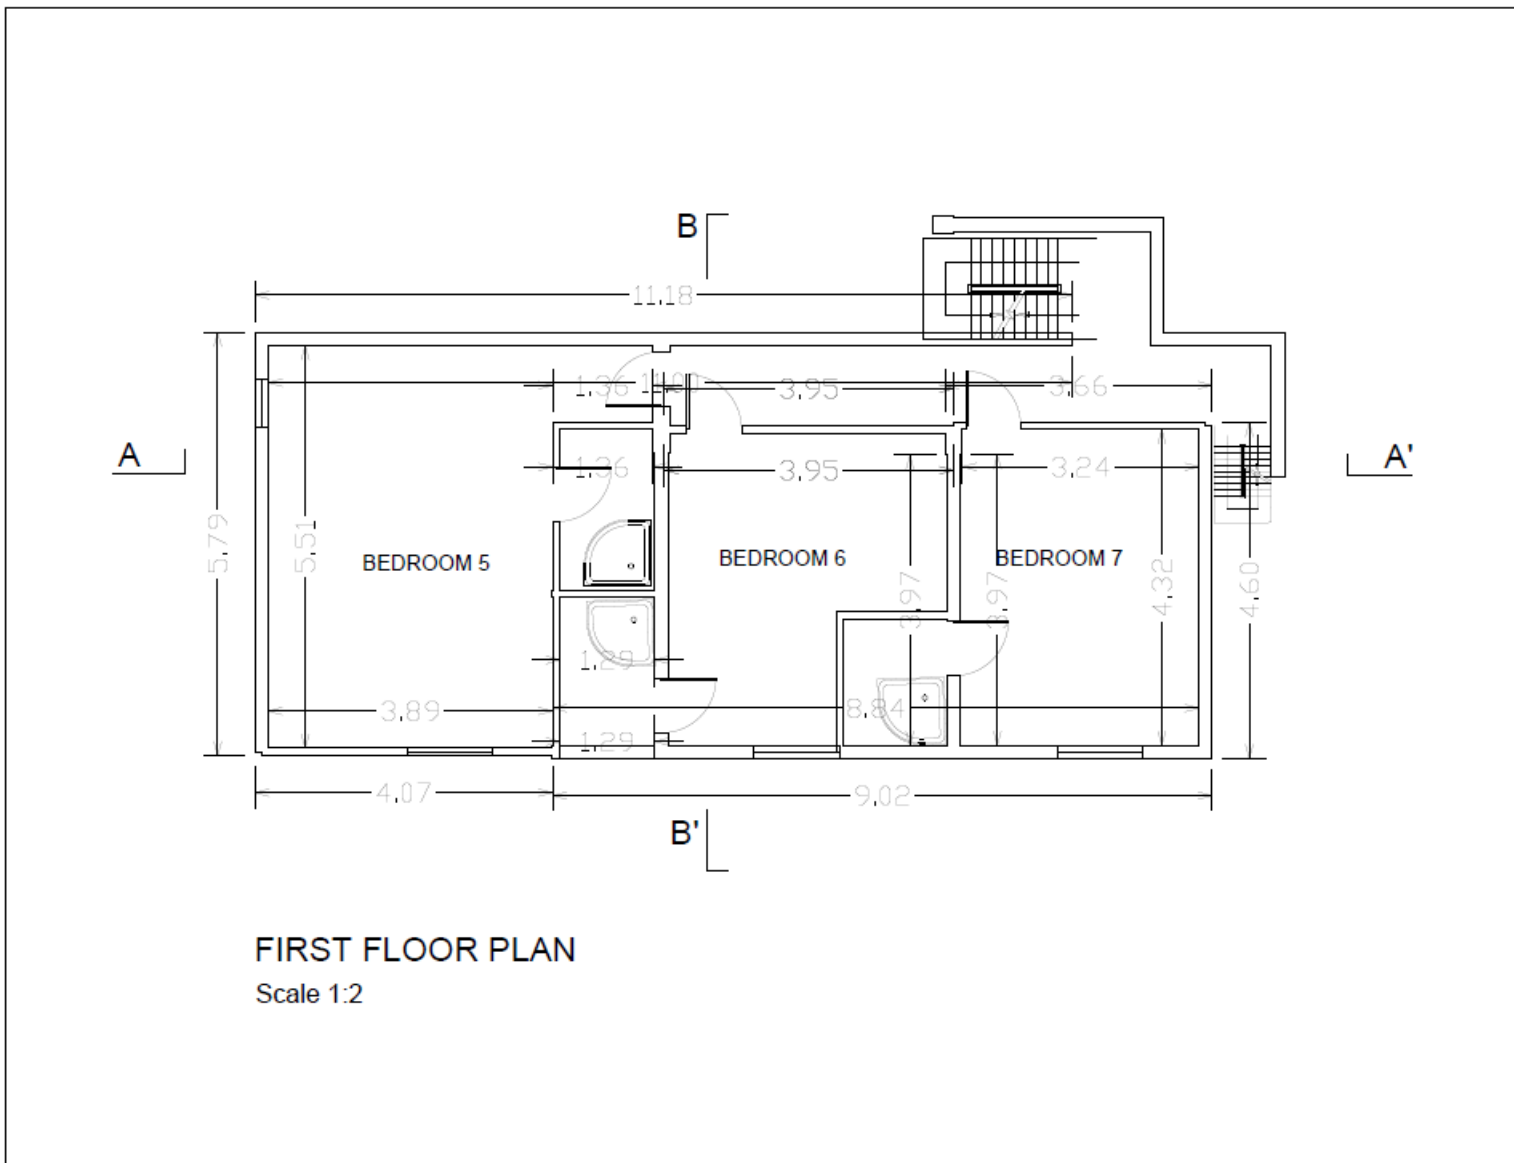 B
11.18
1.36
11.00
3.95
3.66
A
A'
1.36
3.95
3.24
5.79
5.51
BEDROOM 5
BEDROOM 6
BEDROOM 7
3.97
3.97
4.32
4.60
1.29
3.89
8.84
1.29
4.07
9.02
B'
FIRST FLOOR PLAN
Scale 1:2